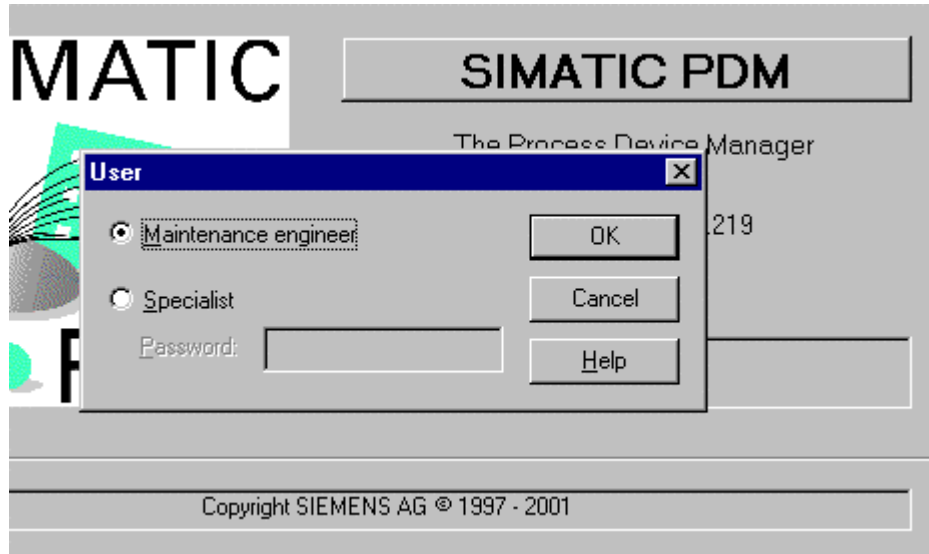 MATIC
SIMATIC PDM
The Process Device Manager
User
Maintenance engineer
OK
.219
Specialist
Cancel
Password:
Help
Copyright SIEMENS AG © 1997 - 2001